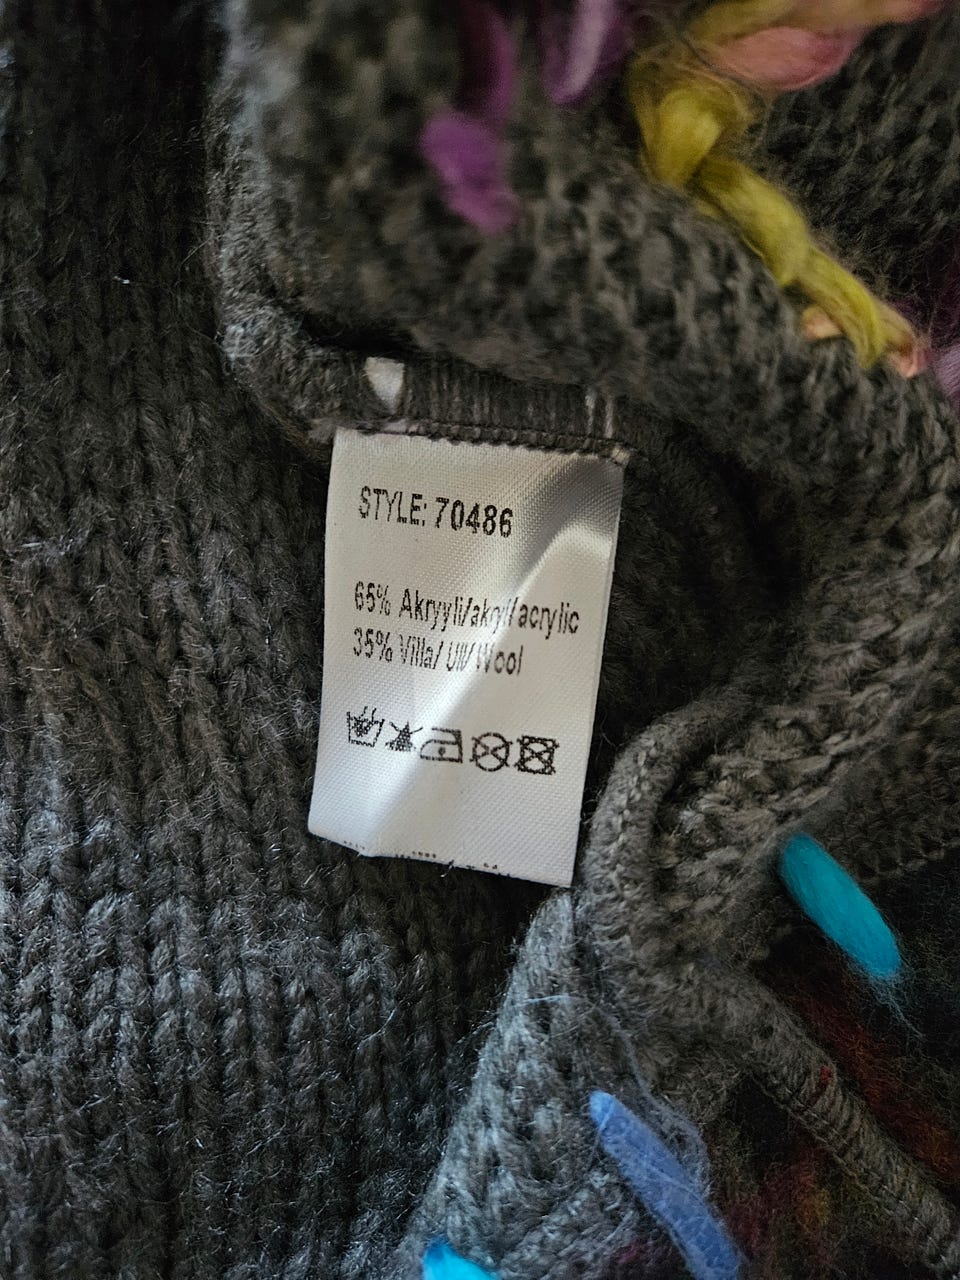 STYLE: 70486
65% Akryyli/akryl/acrylic
35% Villa/ Ull/Wool